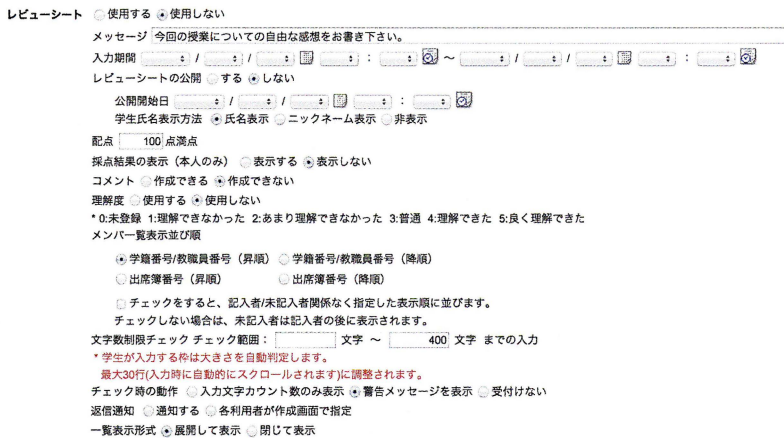 レビューシート 使用する 使用しない
メッセージ 今回の授業についての自由な感想をお書き下さい。
入力期間 / / : ～ / / :
レビューシートの公開 する しない
公開開始日 / / :
学生氏名表示方法 氏名表示 ニックネーム表示 非表示
配点 100 点満点
採点結果の表示（本人のみ） 表示する 表示しない
コメント 作成できる 作成できない
理解度 使用する 使用しない
* 0:未登録 1:理解できなかった 2:あまり理解できなかった 3:普通 4:理解できた 5:良く理解できた
メンバ一覧表示並び順
学籍番号/教職員番号（昇順） 学籍番号/教職員番号（降順）
出席簿番号（昇順） 出席簿番号（降順）
チェックをすると、記入者/未記入者関係なく指定した表示順に並びます。
チェックしない場合は、未記入者は記入者の後に表示されます。
文字数制限チェック チェック範囲： 文字 ～ 400 文字 までの入力
* 学生が入力する枠は大きさを自動判定します。
最大30行(入力時に自動的にスクロールされます)に調整されます。
チェック時の動作 入力文字カウント数のみ表示 警告メッセージを表示 受付けない
返信通知 通知する 各利用者が作成画面で指定
一覧表示形式 展開して表示 閉じて表示